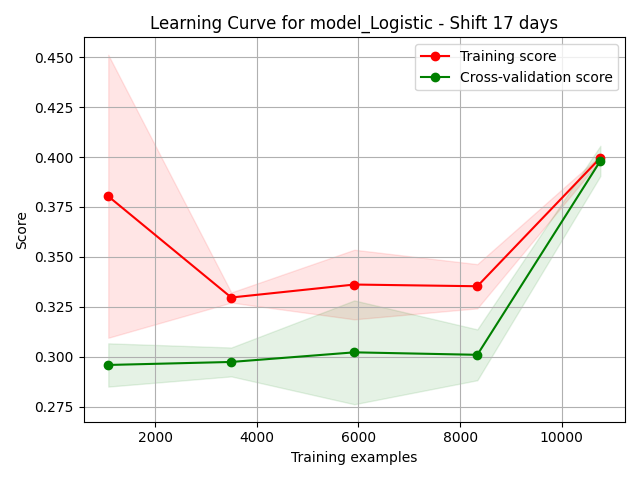 Learning Curve for model_Logistic - Shift 17 days
Training score
Cross-validation score
0.450
0.425
0.400
0.375
0.350
0.325
0.300
0.275
Score
2000 4000 6000 8000 10000
Training examples